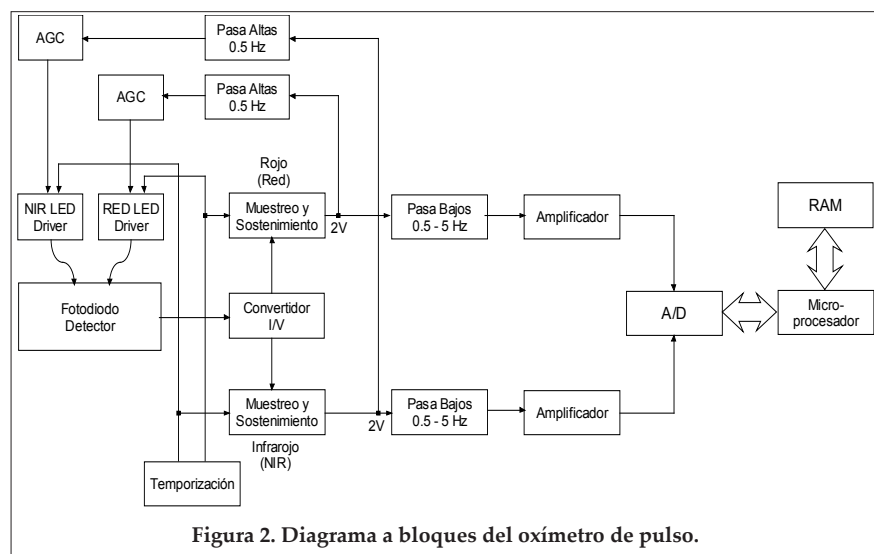 AGC
Pasa Altas
0.5 Hz
AGC
Pasa Altas
0.5 Hz
Rojo
(Red)
NIR LED
Driver
RED LED
Driver
Muestreo y
Sostenimiento
2V
Pasa Bajos
0.5 - 5 Hz
Amplificador
RAM
Fotodiodo
Detector
Convertidor
I/V
A/D
Micro-
procesador
Muestreo y
Sostenimiento
2V
Pasa Bajos
0.5 - 5 Hz
Amplificador
Infrarojo
(NIR)
Temporización
Figura 2. Diagrama a bloques del oxímetro de pulso.